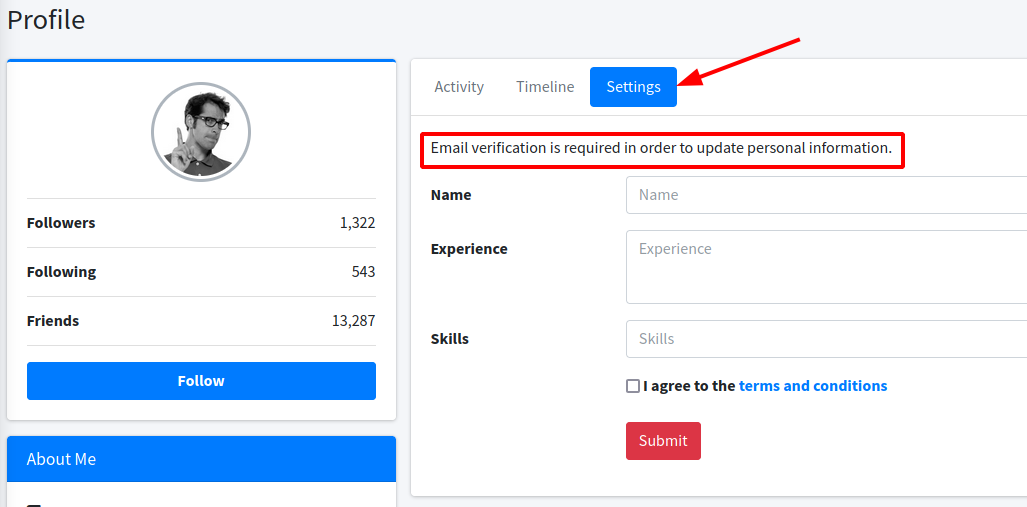 Profile
Followers 1,322
Following 543
Friends 13,287
Follow
About Me
Activity Timeline Settings
Email verification is required in order to update personal information.
Name Name
Experience Experience
Skills Skills
I agree to the terms and conditions
Submit